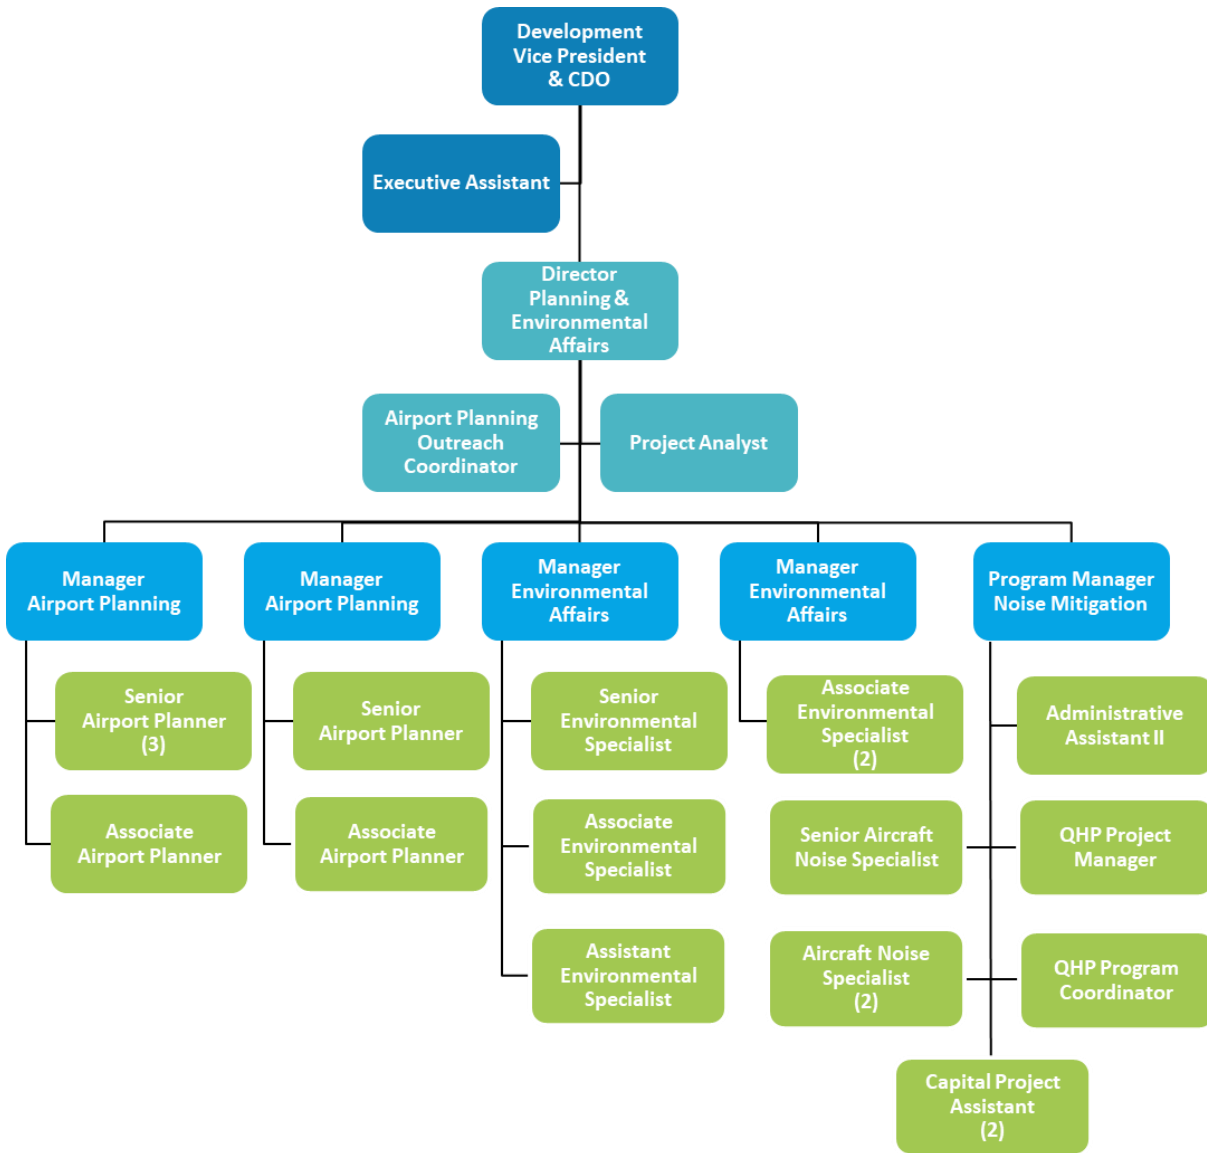 Development
Vice President
& CDO
Executive Assistant
Director
Planning &
Environmental
Affairs
Airport Planning
Outreach
Coordinator
Project Analyst
Manager
Airport Planning
Manager
Airport Planning
Manager
Environmental
Affairs
Manager
Environmental
Affairs
Program Manager
Noise Mitigation
Senior
Airport Planner
(3)
Senior
Airport Planner
Senior
Environmental
Specialist
Associate
Environmental
Specialist
(2)
Administrative
Assistant II
Associate
Airport Planner
Associate
Airport Planner
Associate
Environmental
Specialist
Senior Aircraft
Noise Specialist
QHP Project
Manager
Assistant
Environmental
Specialist
Aircraft Noise
Specialist
(2)
QHP Program
Coordinator
Capital Project
Assistant
(2)